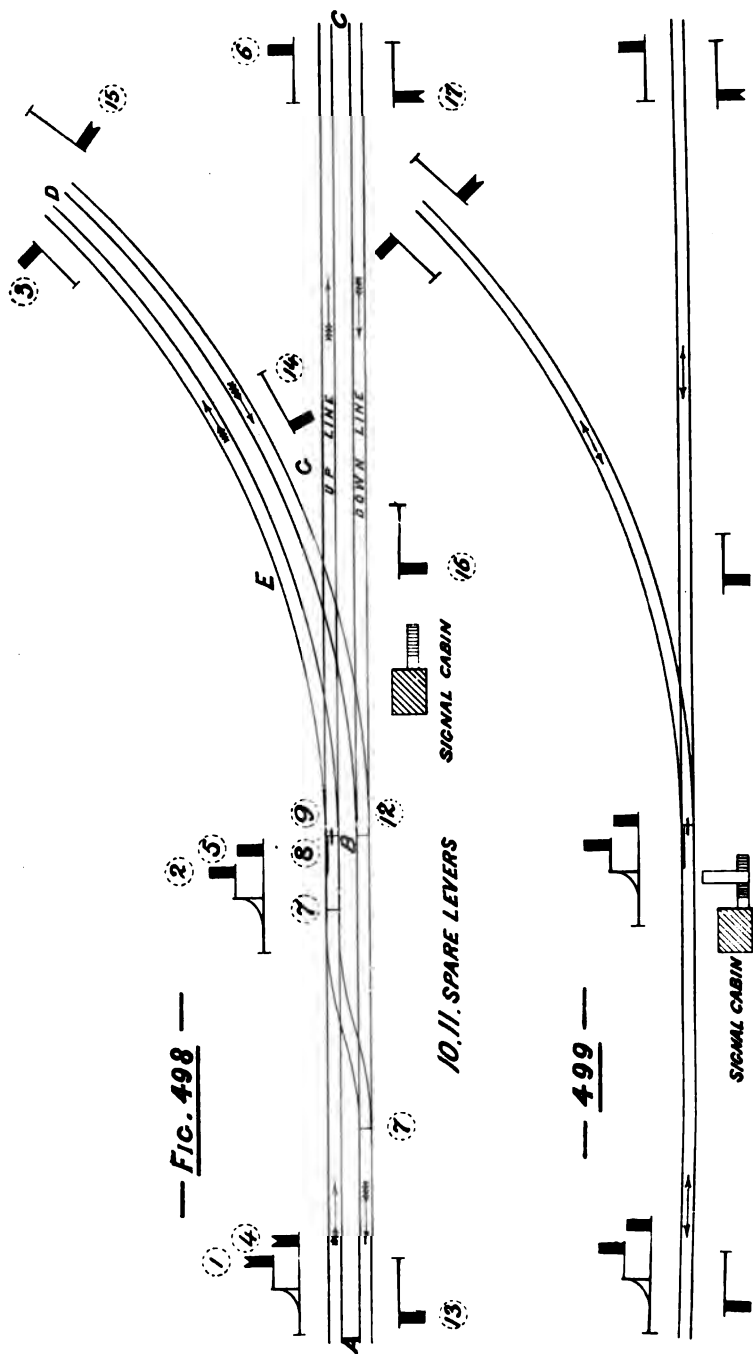 — FIG. 498 —
1
4
2
5
3
15
6
D
C
A
7
8
9
B
E
G
14
UP LINE
DOWN LINE
7
12
13
16
17
SIGNAL CABIN
10. 11. SPARE LEVERS
— 499 —
SIGNAL CABIN